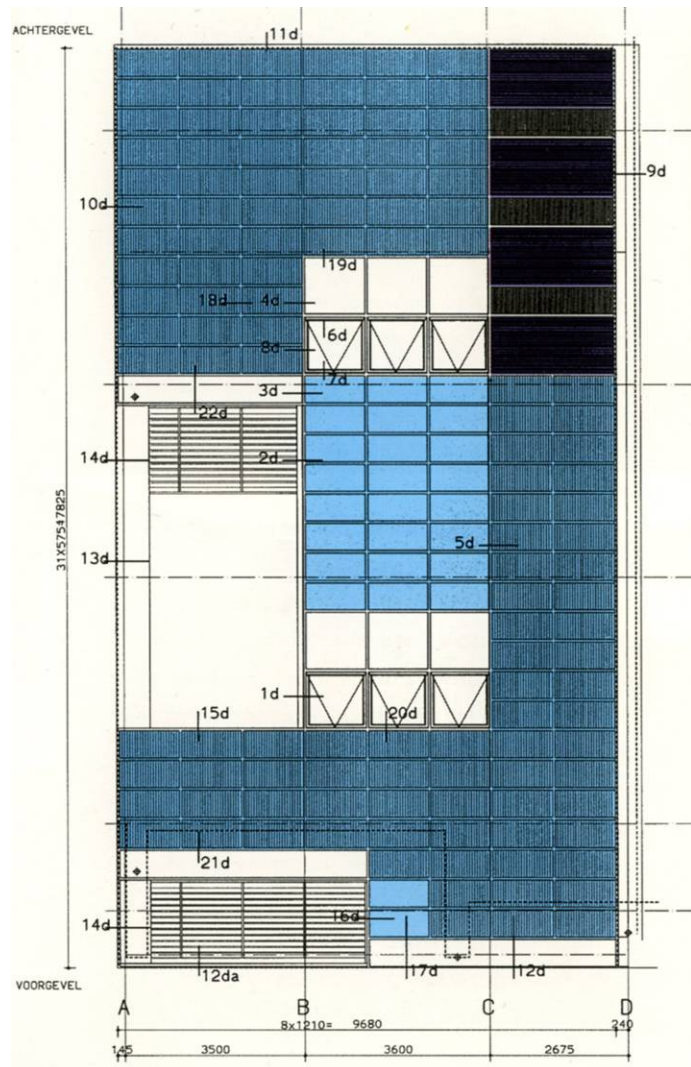 ACHTERGEVEL
11d
9d
10d
19d
18d
4d
6d
8d
7d
3d
22d
14d
2d
5d
13d
31X575=17825
1d
15d
20d
21d
14d
16d
12da
17d
12d
VOORGEVEL
A
B
C
D
8x1210= 9680
240
145
3500
3600
2675